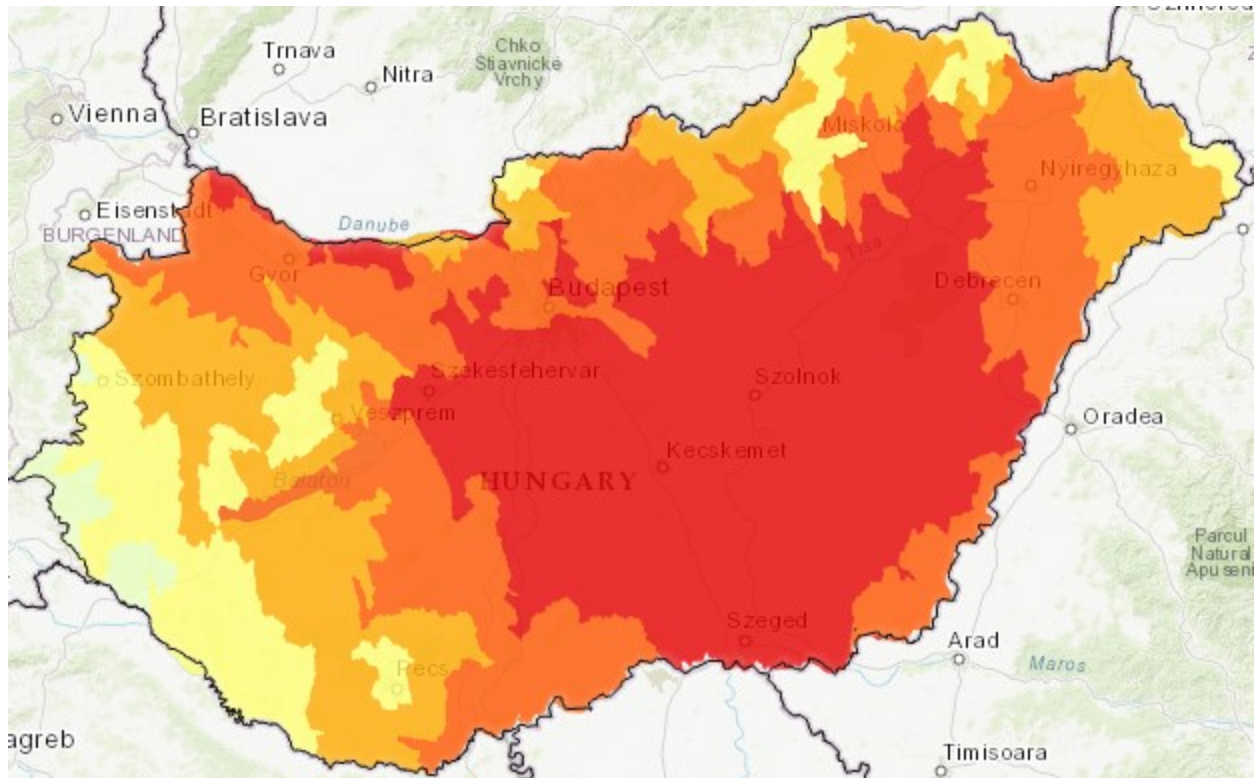 Trnava
Nitra
Chko
Stiavnicke
Vrchy
Vienna
Bratislava
Miskolc
Nyiregyhaza
Eisenstadt
BURGENLAND
Danube
Gyor
Tisa
Budapest
Debrecen
Szombathely
Szekesfehervar
Szolnok
Veszprem
Oradea
Kecskemet
Balaton
HUNGARY
Parcul
Natural
Apuseni
Szeged
Arad
Pecs
Maros
agreb
Timisoara